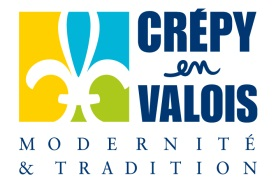 CRÉPY
en
VALOIS
MODERNITÉ
& TRADITION